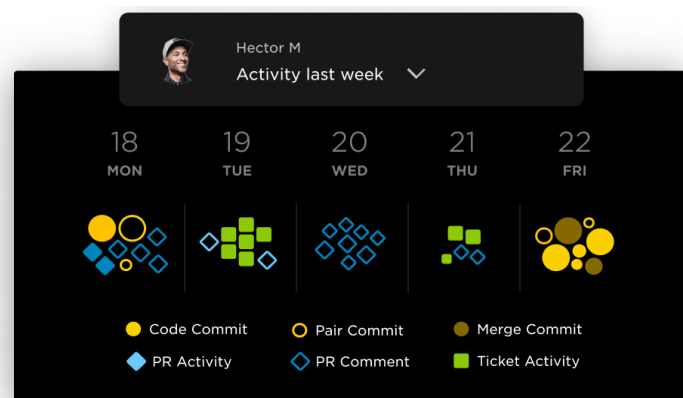 Hector M
Activity last week
18 19 20 21 22
MON TUE WED THU FRI
Code Commit Pair Commit Merge Commit
PR Activity PR Comment Ticket Activity